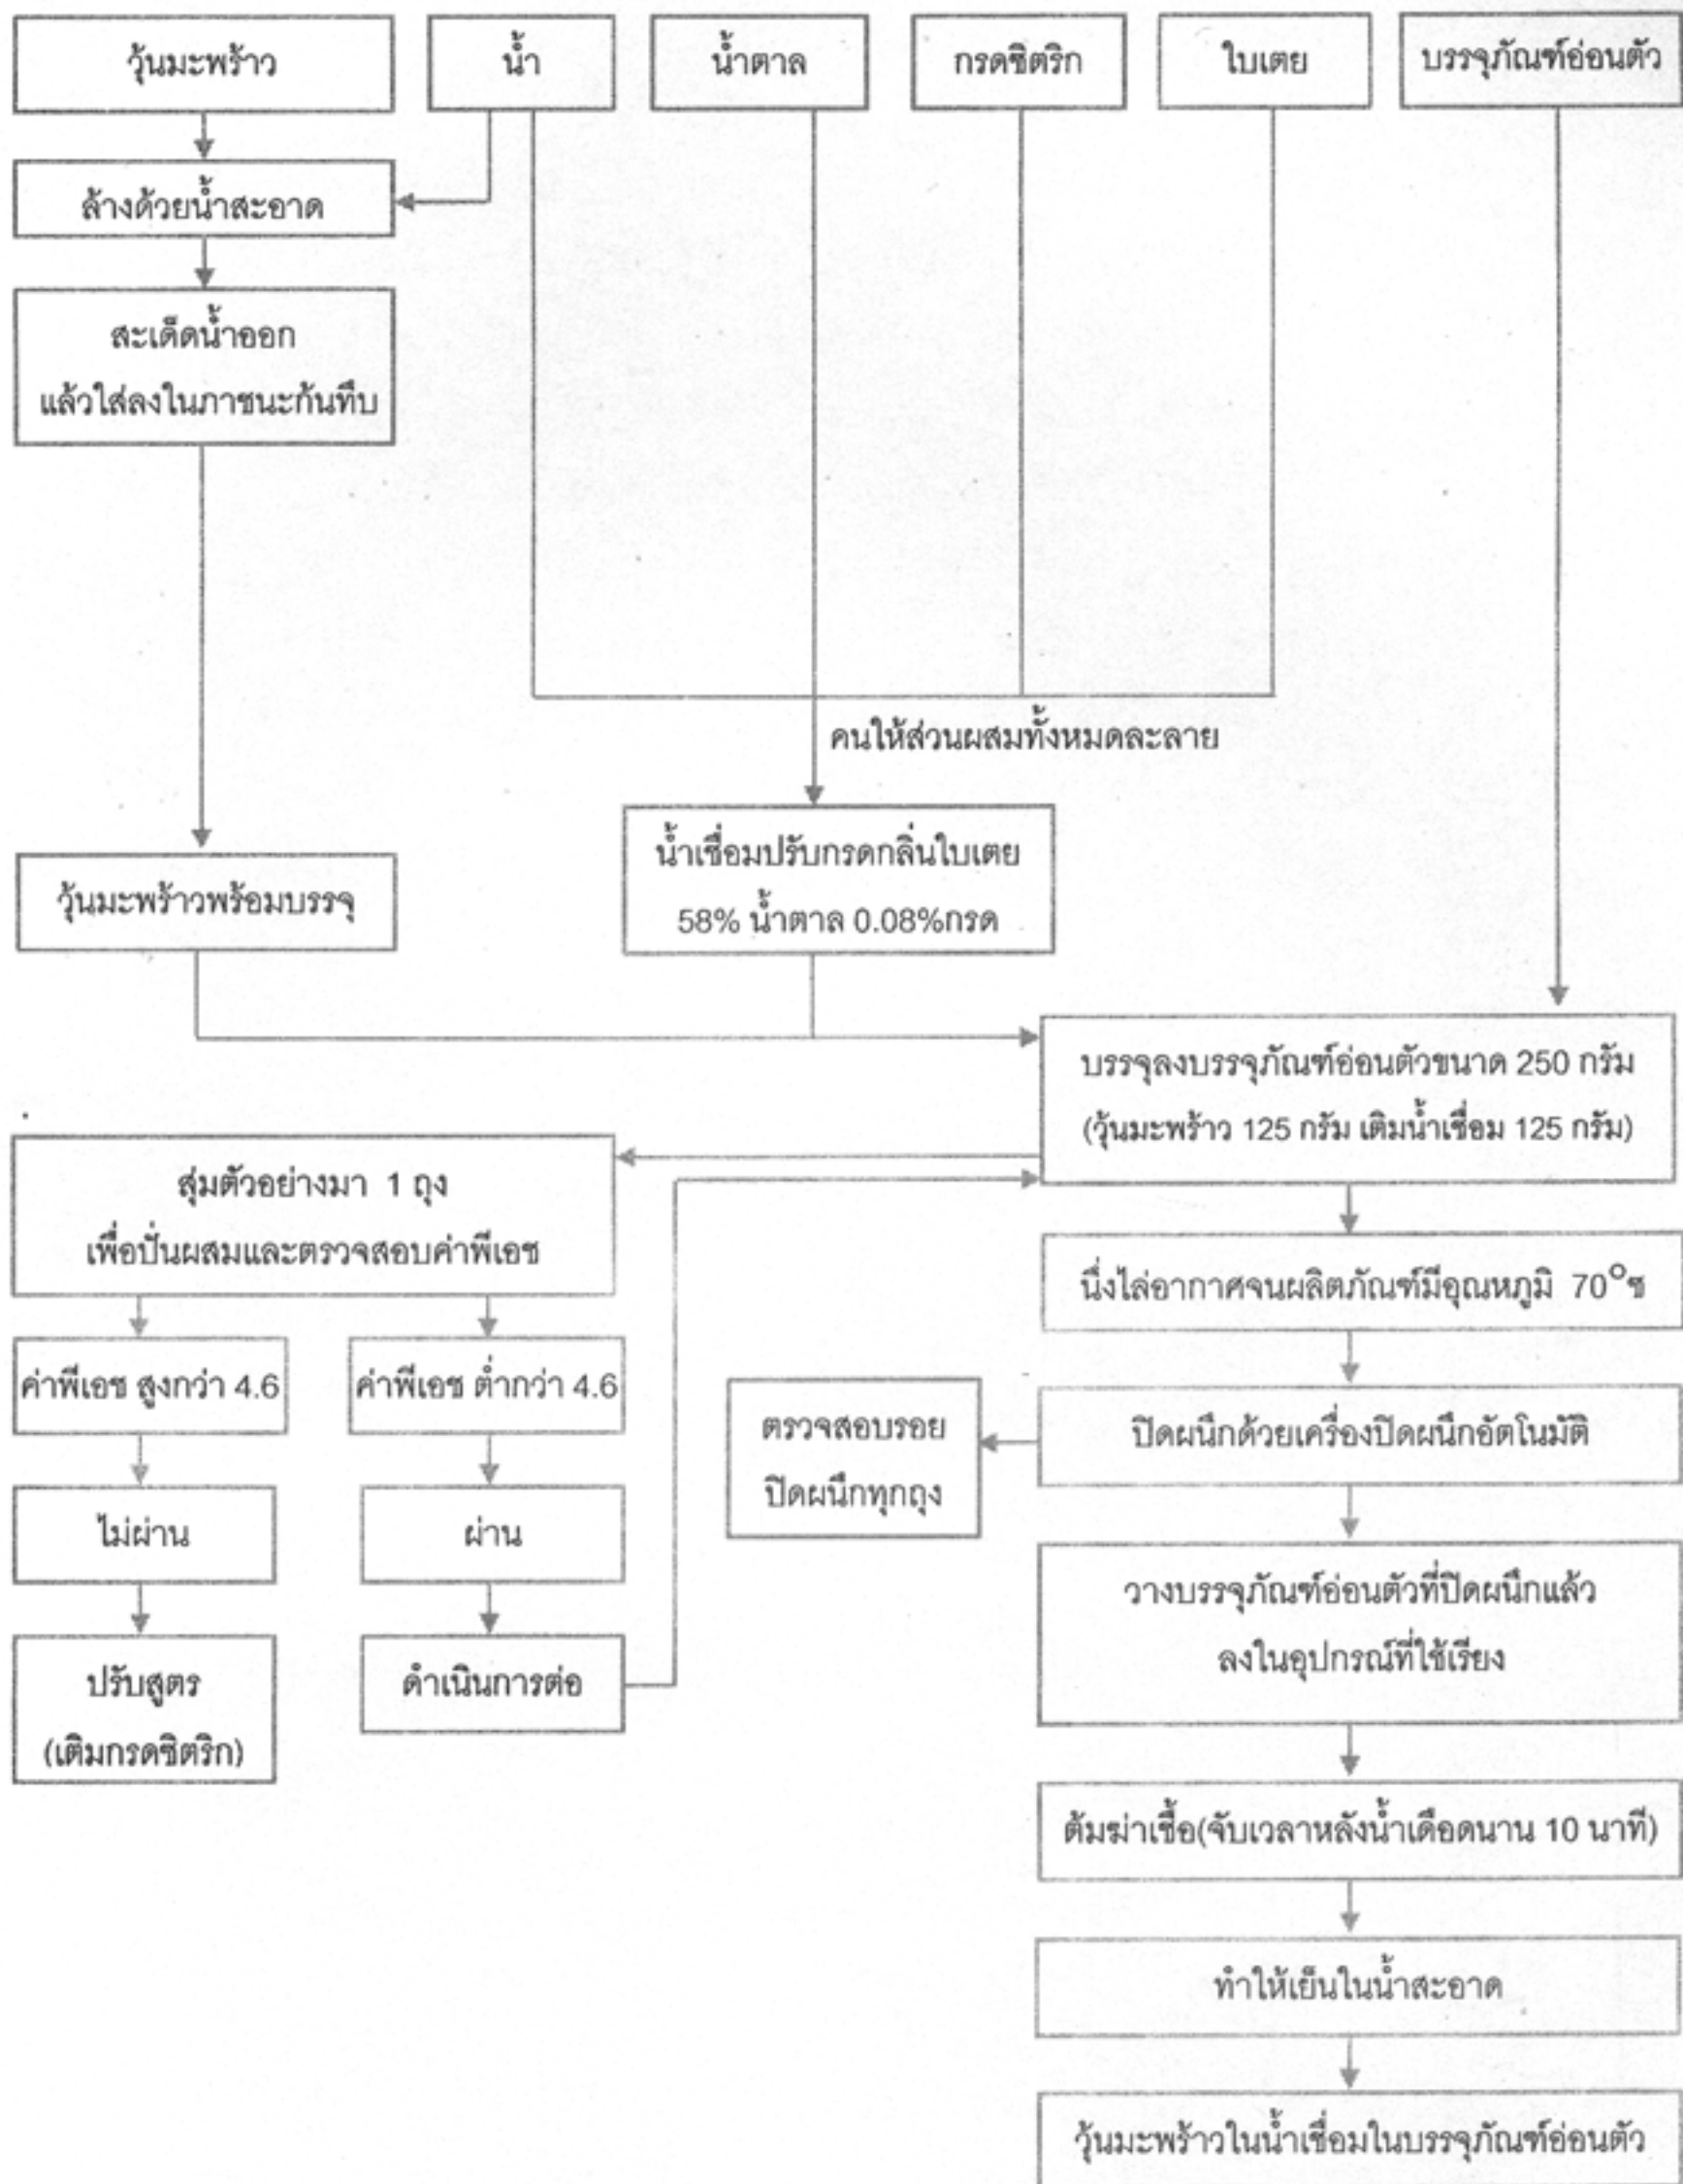 วุ้นมะพร้าว
น้ำ
น้ำตาล
กรดซิตริก
ใบเตย
บรรจุภัณฑ์อ่อนตัว
ล้างด้วยน้ำสะอาด
สะเด็ดน้ำออก
แล้วใส่ลงในภาชนะก้นทึบ
คนให้ส่วนผสมทั้งหมดละลาย
วุ้นมะพร้าวพร้อมบรรจุ
น้ำเชื่อมปรับกรดกลิ่นใบเตย
58% น้ำตาล 0.08%กรด
บรรจุลงบรรจุภัณฑ์อ่อนตัวขนาด 250 กรัม
(วุ้นมะพร้าว 125 กรัม เติมน้ำเชื่อม 125 กรัม)
สุ่มตัวอย่างมา 1 ถุง
เพื่อปั่นผสมและตรวจสอบค่าพีเอช
ค่าพีเอช สูงกว่า 4.6
ค่าพีเอช ต่ำกว่า 4.6
ไม่ผ่าน
ผ่าน
ปรับสูตร
(เติมกรดซิตริก)
ดำเนินการต่อ
นึ่งไล่อากาศจนผลิตภัณฑ์มีอุณหภูมิ 70°ซ
ปิดผนึกด้วยเครื่องปิดผนึกอัตโนมัติ
ตรวจสอบรอย
ปิดผนึกทุกถุง
วางบรรจุภัณฑ์อ่อนตัวที่ปิดผนึกแล้ว
ลงในอุปกรณ์ที่ใช้เรียง
ต้มฆ่าเชื้อ(จับเวลาหลังน้ำเดือดนาน 10 นาที)
ทำให้เย็นในน้ำสะอาด
วุ้นมะพร้าวในน้ำเชื่อมในบรรจุภัณฑ์อ่อนตัว